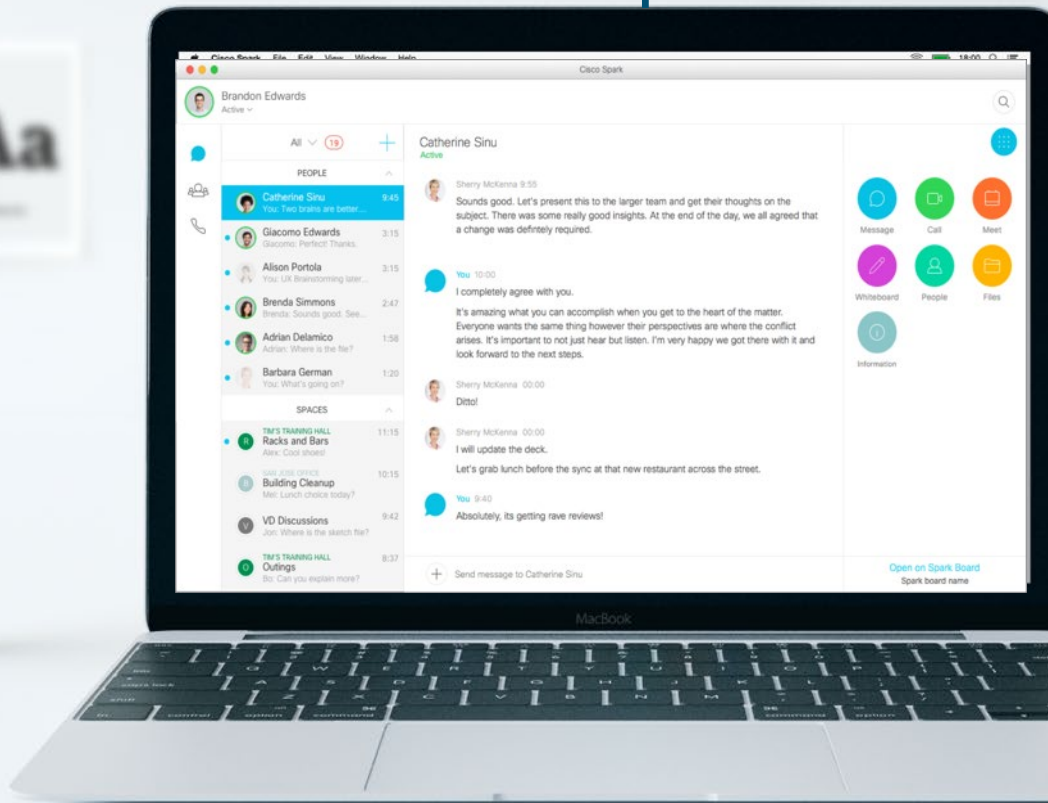 Aa
Cisco Spark File Edit View Window Help
18:00
Cisco Spark
Brandon Edwards
Active
All 19
PEOPLE
Catherine Sinu 9:45
You: Two brains are better....
Giacomo Edwards 3:15
Giacomo: Perfect! Thanks.
Alison Portola 3:15
You: UX Brainstorming later...
Brenda Simmons 2:47
Brenda: Sounds good. See...
Adrian Delamico 1:58
Adrian: Where is the file?
Barbara German 1:20
You: What's going on?
SPACES
TIM'S TRAINING HALL 11:15
R Racks and Bars
Alex: Cool shoes!
SAN JOSE OFFICE 10:15
B Building Cleanup
Mel: Lunch choice today?
V VD Discussions 9:42
Jon: Where is the sketch file?
TIM'S TRAINING HALL 8:37
O Outings
Bo: Can you explain more?
Catherine Sinu
Active
Sherry McKenna 9:55
Sounds good. Let's present this to the larger team and get their thoughts on the
subject. There was some really good insights. At the end of the day, we all agreed that
a change was defintely required.
You 10:00
I completely agree with you.
It's amazing what you can accomplish when you get to the heart of the matter.
Everyone wants the same thing however their perspectives are where the conflict
arises. It's important to not just hear but listen. I'm very happy we got there with it and
look forward to the next steps.
Sherry McKenna 00:00
Ditto!
Sherry McKenna 00:00
I will update the deck.
Let's grab lunch before the sync at that new restaurant across the street.
You 9:40
Absolutely, its getting rave reviews!
Send message to Catherine Sinu
Message Call Meet
Whiteboard People Files
Information
Open on Spark Board
Spark board name
MacBook